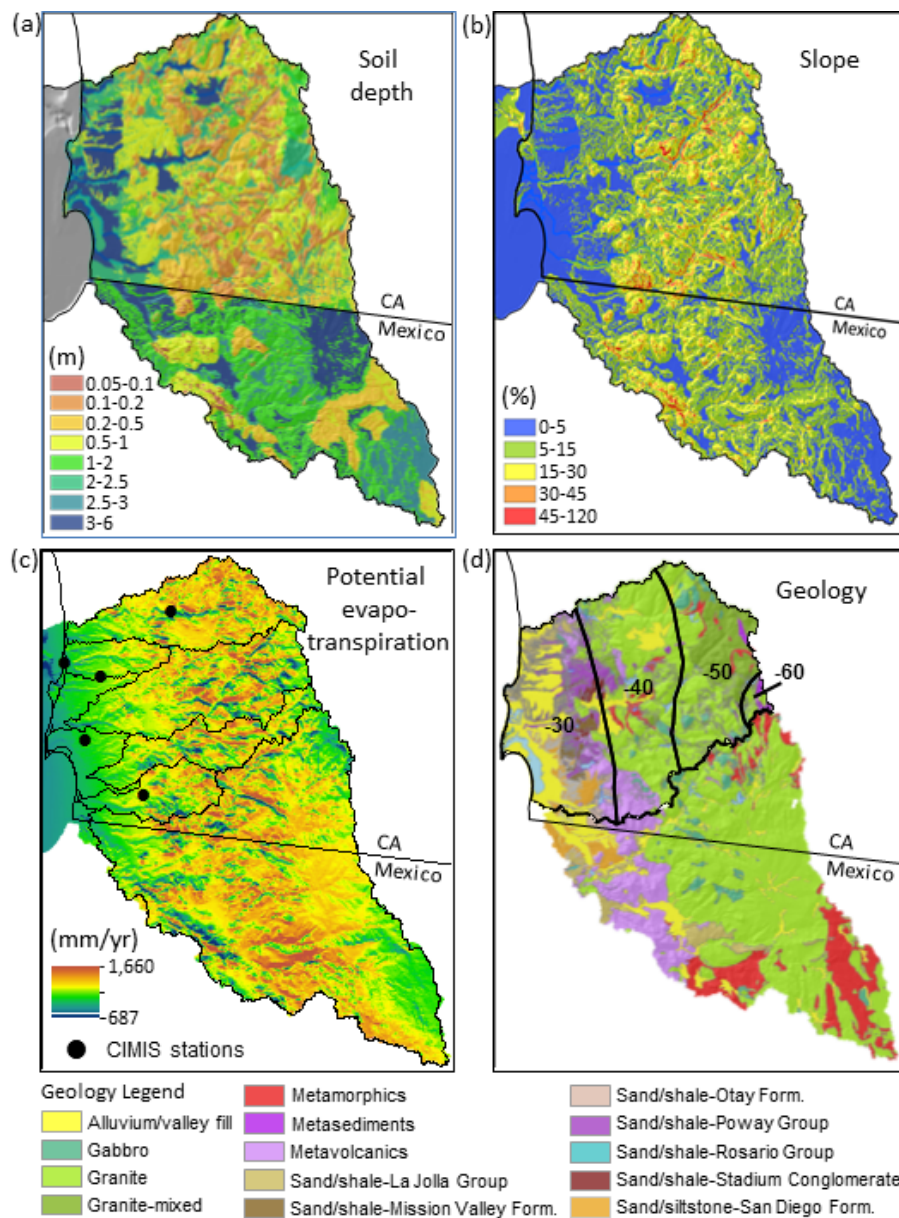 (a)
Soil
depth
CA
Mexico
(m)
0.05-0.1
0.1-0.2
0.2-0.5
0.5-1
1-2
2-2.5
2.5-3
3-6
(b)
Slope
CA
Mexico
(%)
0-5
5-15
15-30
30-45
45-120
(c)
Potential
evapo-
transpiration
CA
Mexico
(mm/yr)
1,660
687
CIMIS stations
(d)
Geology
-30
-40
-50
-60
CA
Mexico
Geology Legend
Alluvium/valley fill
Gabbro
Granite
Granite-mixed
Metamorphics
Metasediments
Metavolcanics
Sand/shale-La Jolla Group
Sand/shale-Mission Valley Form.
Sand/shale-Otay Form.
Sand/shale-Poway Group
Sand/shale-Rosario Group
Sand/shale-Stadium Conglomerate
Sand/siltstone-San Diego Form.